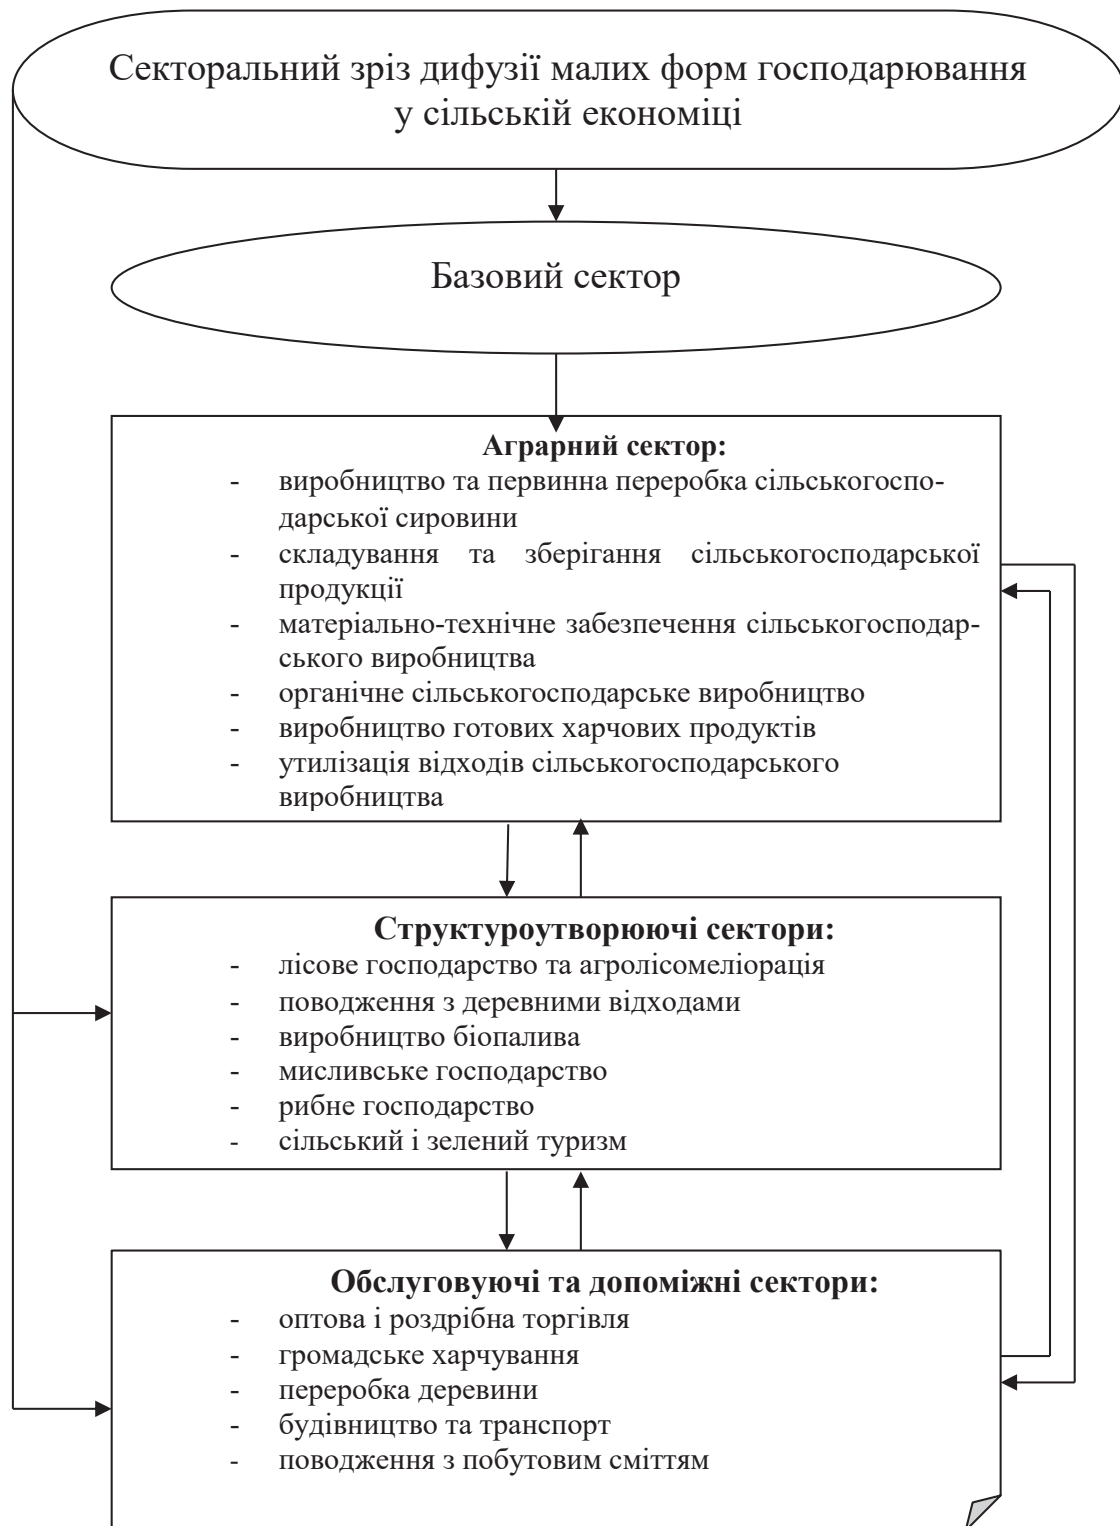 Секторальний зріз дифузії малих форм господарювання
у сільській економіці
Базовий сектор
Аграрний сектор:
- виробництво та первинна переробка сільськогоспо-
дарської сировини
- складування та зберігання сільськогосподарської
продукції
- матеріально-технічне забезпечення сільськогосподар-
ського виробництва
- органічне сільськогосподарське виробництво
- виробництво готових харчових продуктів
- утилізація відходів сільськогосподарського
виробництва
Структуроутворюючі сектори:
- лісове господарство та агролісомеліорація
- поводження з деревними відходами
- виробництво біопалива
- мисливське господарство
- рибне господарство
- сільський і зелений туризм
Обслуговуючі та допоміжні сектори:
- оптова і роздрібна торгівля
- громадське харчування
- переробка деревини
- будівництво та транспорт
- поводження з побутовим сміттям